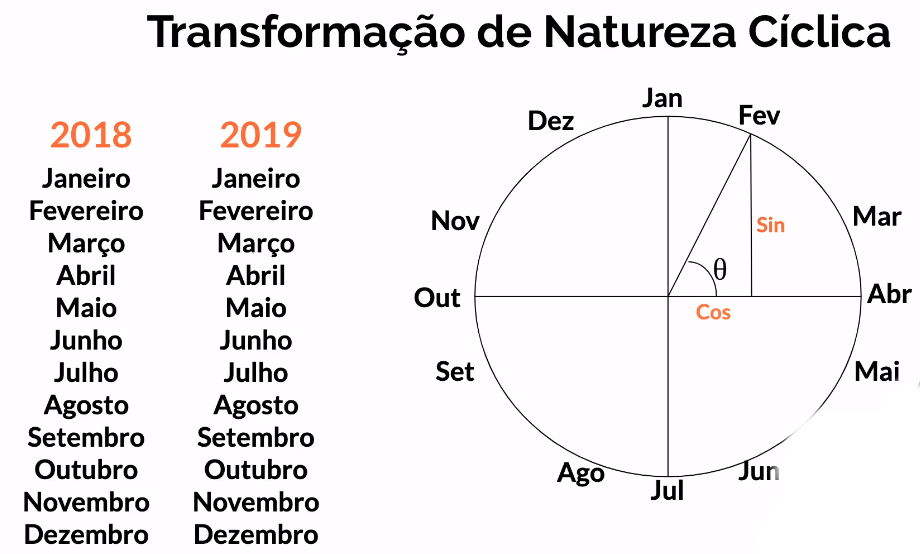 Transformação de Natureza Cíclica
2018
Janeiro
Fevereiro
Março
Abril
Maio
Junho
Julho
Agosto
Setembro
Outubro
Novembro
Dezembro
2019
Janeiro
Fevereiro
Março
Abril
Maio
Junho
Julho
Agosto
Setembro
Outubro
Novembro
Dezembro
Jan
Fev
Mar
Abr
Mai
Jun
Jul
Ago
Set
Out
Nov
Dez
Sin
θ
Cos